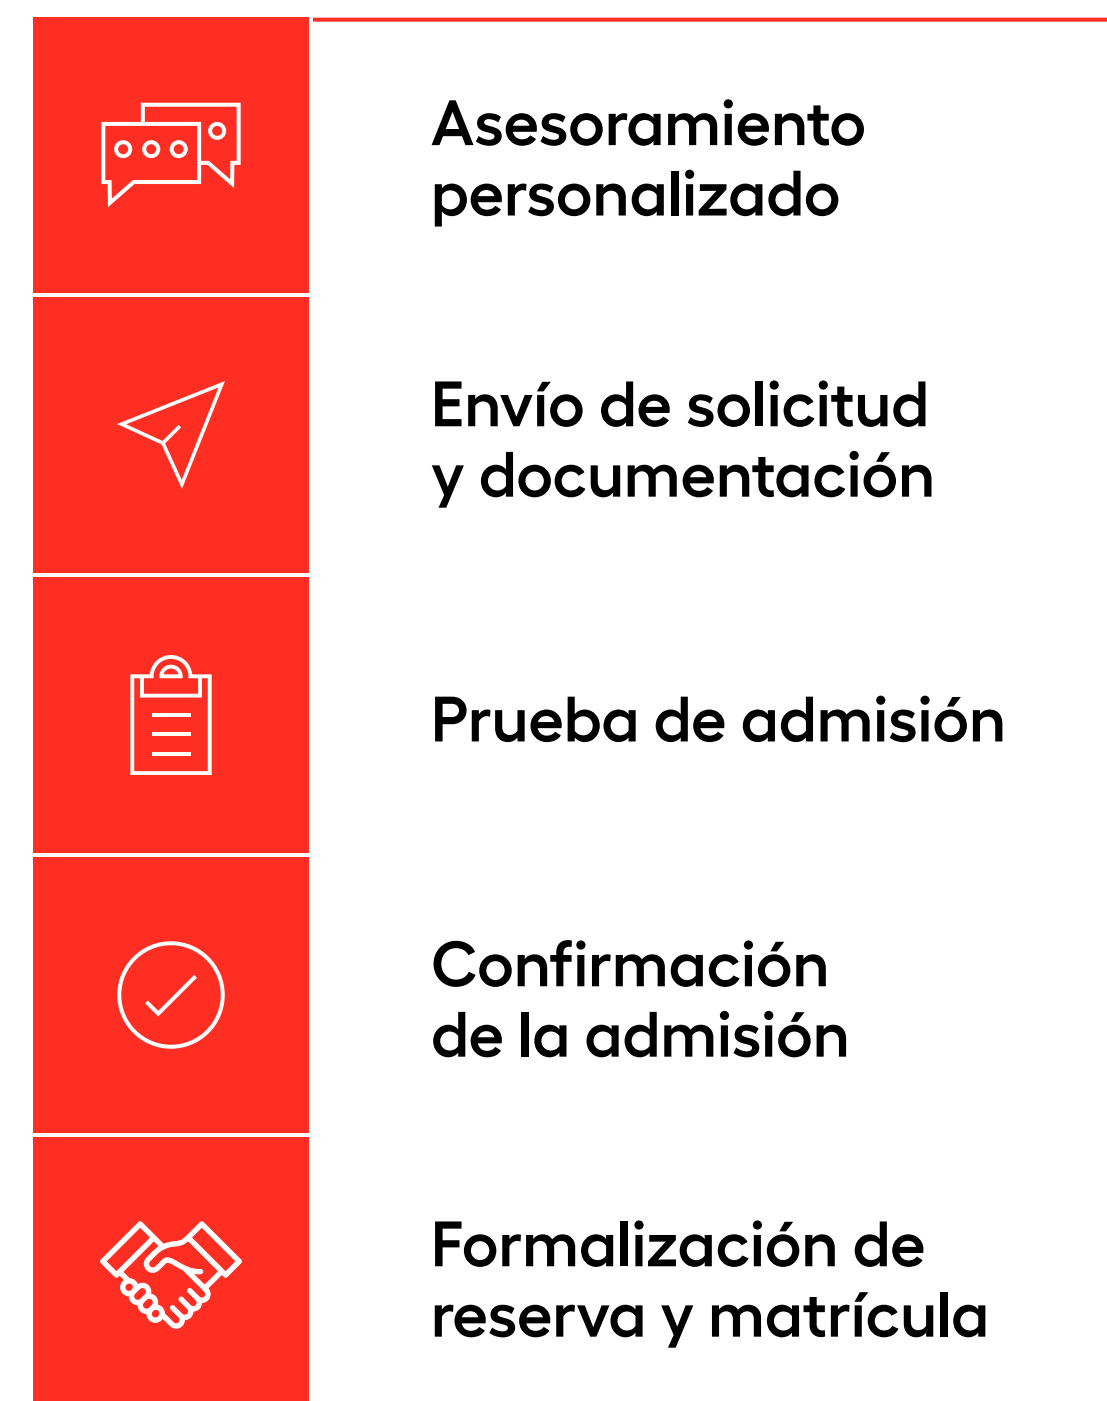 Asesoramiento
personalizado
Envío de solicitud
y documentación
Prueba de admisión
Confirmación
de la admisión
Formalización de
reserva y matrícula